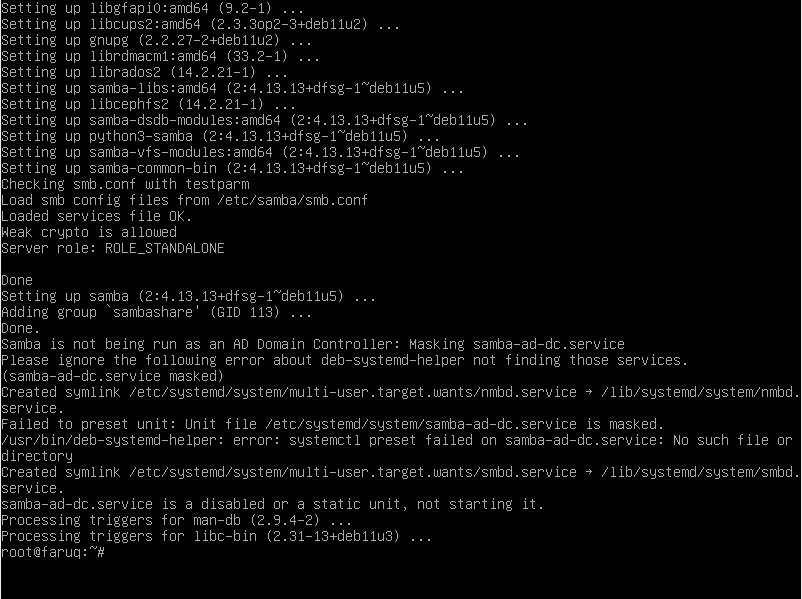 Setting up libgfapi0:amd64 (9.2-1) ...
Setting up libcups2:amd64 (2.3.3op2-3+deb11u2) ...
Setting up gnupg (2.2.27-2+deb11u2) ...
Setting up librdmacm1:amd64 (33.2-1) ...
Setting up librados2 (14.2.21-1) ...
Setting up samba-libs:amd64 (2:4.13.13+dfsg-1~deb11u5) ...
Setting up libcephfs2 (14.2.21-1) ...
Setting up samba-dsdb-modules:amd64 (2:4.13.13+dfsg-1~deb11u5) ...
Setting up python3-samba (2:4.13.13+dfsg-1~deb11u5) ...
Setting up samba-vfs-modules:amd64 (2:4.13.13+dfsg-1~deb11u5) ...
Setting up samba-common-bin (2:4.13.13+dfsg-1~deb11u5) ...
Checking smb.conf with testparm
Load smb config files from /etc/samba/smb.conf
Loaded services file OK.
Weak crypto is allowed
Server role: ROLE_STANDALONE
Done
Setting up samba (2:4.13.13+dfsg-1~deb11u5) ...
Adding group `sambashare' (GID 113) ...
Done.
Samba is not being run as an AD Domain Controller: Masking samba-ad-dc.service
Please ignore the following error about deb-systemd-helper not finding those services.
(samba-ad-dc.service masked)
Created symlink /etc/systemd/system/multi-user.target.wants/nmbd.service → /lib/systemd/system/nmbd.
service.
Failed to preset unit: Unit file /etc/systemd/system/samba-ad-dc.service is masked.
/usr/bin/deb-systemd-helper: error: systemctl preset failed on samba-ad-dc.service: No such file or
directory
Created symlink /etc/systemd/system/multi-user.target.wants/smbd.service → /lib/systemd/system/smbd.
service.
samba-ad-dc.service is a disabled or a static unit, not starting it.
Processing triggers for man-db (2.9.4-2) ...
Processing triggers for libc-bin (2.31-13+deb11u3) ...
root@faruq:~#